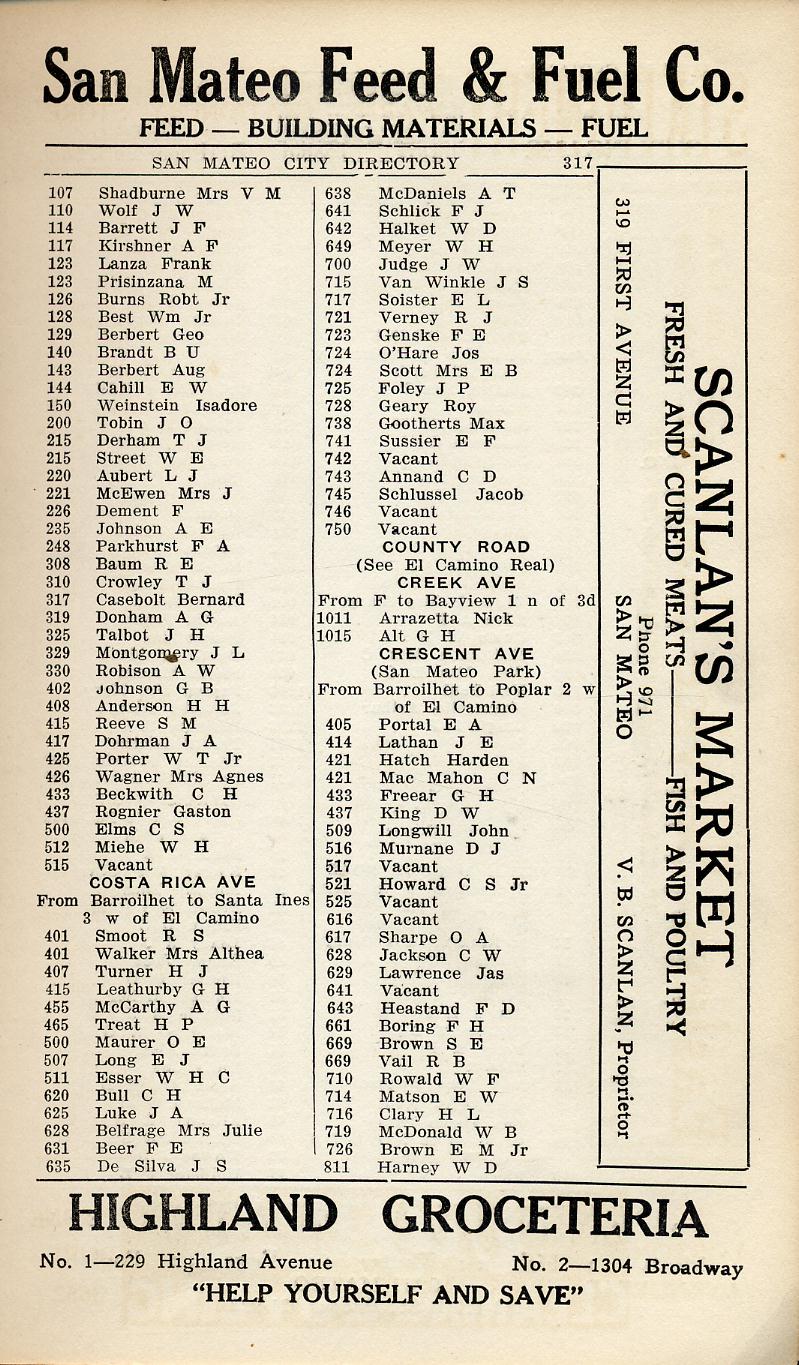 San Mateo Feed & Fuel Co.
FEED — BUILDING MATERIALS — FUEL
SAN MATEO CITY DIRECTORY 317
107 Shadburne Mrs V M
110 Wolf J W
114 Barrett J F
117 Kirshner A F
123 Lanza Frank
123 Prisinzana M
126 Burns Robt Jr
128 Best Wm Jr
129 Berbert Geo
140 Brandt B U
143 Berbert Aug
144 Cahill E W
150 Weinstein Isadore
200 Tobin J O
215 Derham T J
215 Street W E
220 Aubert L J
221 McEwen Mrs J
226 Dement F
235 Johnson A E
248 Parkhurst F A
308 Baum R E
310 Crowley T J
317 Casebolt Bernard
319 Donham A G
325 Talbot J H
329 Montgomery J L
330 Robison A W
402 Johnson G B
408 Anderson H H
415 Reeve S M
417 Dohrman J A
425 Porter W T Jr
426 Wagner Mrs Agnes
433 Beckwith C H
437 Rognier Gaston
500 Elms C S
512 Miehe W H
515 Vacant
COSTA RICA AVE
From Barroilhet to Santa Ines
3 w of El Camino
401 Smoot R S
401 Walker Mrs Althea
407 Turner H J
415 Leathurby G H
455 McCarthy A G
465 Treat H P
500 Maurer O E
507 Long E J
511 Esser W H C
620 Bull C H
625 Luke J A
628 Belfrage Mrs Julie
631 Beer F E
635 De Silva J S
638 McDaniels A T
641 Schlick F J
642 Halket W D
649 Meyer W H
700 Judge J W
715 Van Winkle J S
717 Soister E L
721 Verney R J
723 Genske F E
724 O'Hare Jos
724 Scott Mrs E B
725 Foley J P
728 Geary Roy
738 Gootherts Max
741 Sussier E F
742 Vacant
743 Annand C D
745 Schlussel Jacob
746 Vacant
750 Vacant
COUNTY ROAD
(See El Camino Real)
CREEK AVE
From F to Bayview 1 n of 3d
1011 Arrazetta Nick
1015 Alt G H
CRESCENT AVE
(San Mateo Park)
From Barroilhet to Poplar 2 w
of El Camino
405 Portal E A
414 Lathan J E
421 Hatch Harden
421 Mac Mahon C N
433 Freear G H
437 King D W
509 Longwill John
516 Murnane D J
517 Vacant
521 Howard C S Jr
525 Vacant
616 Vacant
617 Sharpe O A
628 Jackson C W
629 Lawrence Jas
641 Vacant
643 Heastand F D
661 Boring F H
669 Brown S E
669 Vail R B
710 Rowald W F
714 Matson E W
716 Clary H L
719 McDonald W B
726 Brown E M Jr
811 Harney W D
SCANLAN'S MARKET
FRESH AND CURED MEATS——FISH AND POULTRY
Phone 971
319 FIRST AVENUE SAN MATEO V. B. SCANLAN, Proprietor
HIGHLAND GROCETERIA
No. 1—229 Highland Avenue No. 2—1304 Broadway
"HELP YOURSELF AND SAVE"